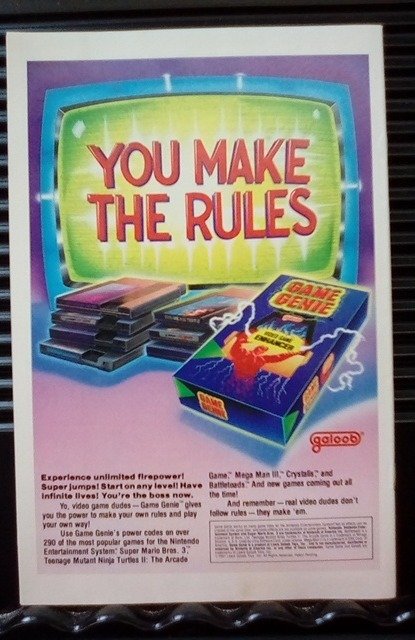 YOU MAKE
THE RULES
GAME
GENIE
VIDEO GAME
ENHANCER
GAME
GENIE
galoob®
Experience unlimited firepower!
Super jumps! Start on any level! Have
infinite lives! You're the boss now.
Yo, video game dudes — Game Genie™ gives
you the power to make your own rules and play
your own way!
Use Game Genie's power codes on over
290 of the most popular games for the Nintendo
Entertainment System: Super Mario Bros. 3,™
Teenage Mutant Ninja Turtles II: The Arcade
Game,™ Mega Man III,™ Crystalis,™ and
Battletoads.™ And new games coming out all
the time!
And remember — real video dudes don't
follow rules — they make 'em.